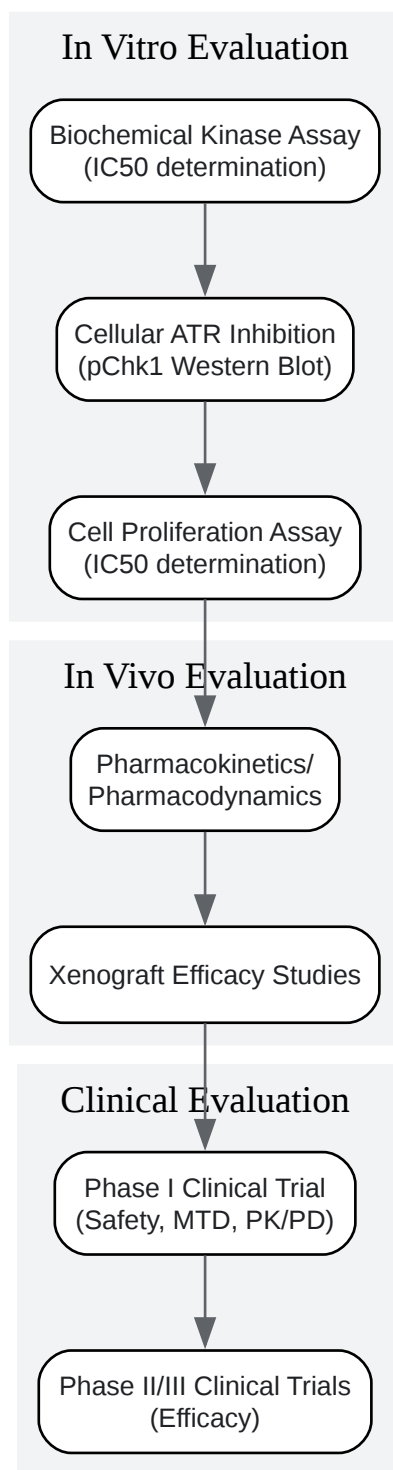 In Vitro Evaluation
Biochemical Kinase Assay
(IC50 determination)
Cellular ATR Inhibition
(pChk1 Western Blot)
Cell Proliferation Assay
(IC50 determination)
In Vivo Evaluation
Pharmacokinetics/
Pharmacodynamics
Xenograft Efficacy Studies
Clinical Evaluation
Phase I Clinical Trial
(Safety, MTD, PK/PD)
Phase II/III Clinical Trials
(Efficacy)